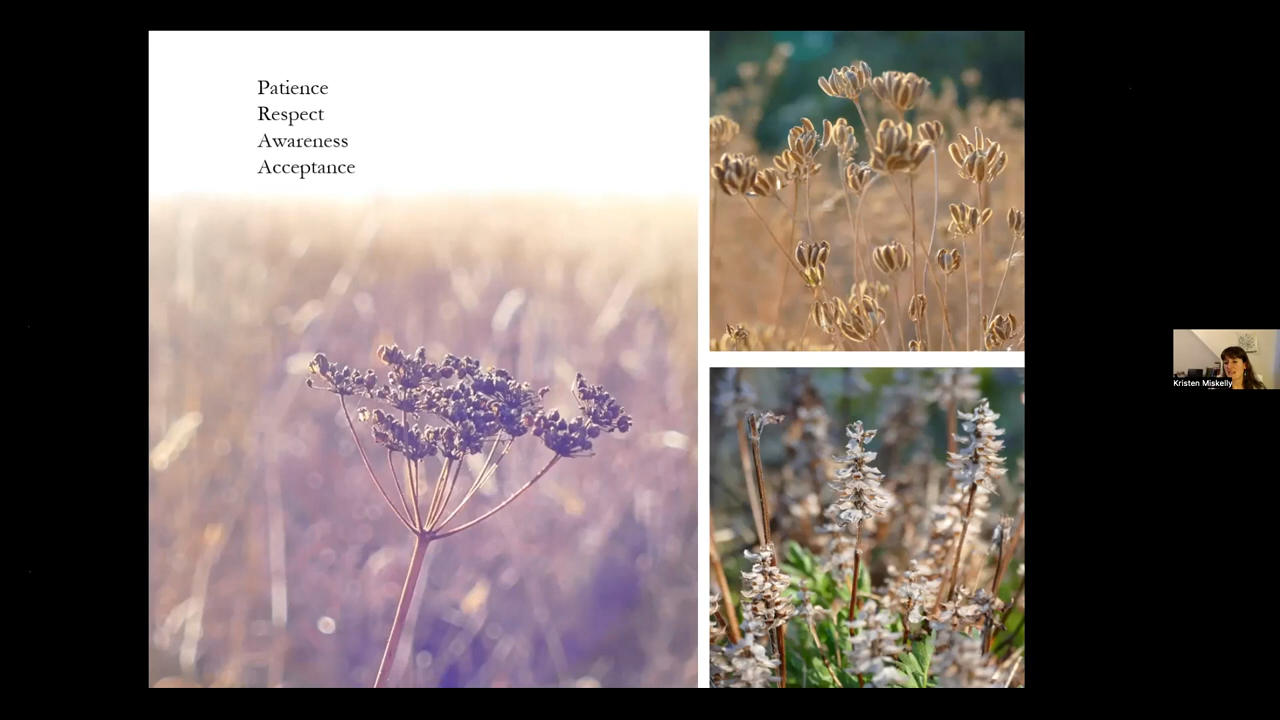 Patience
Respect
Awareness
Acceptance
Kristen Miskelly